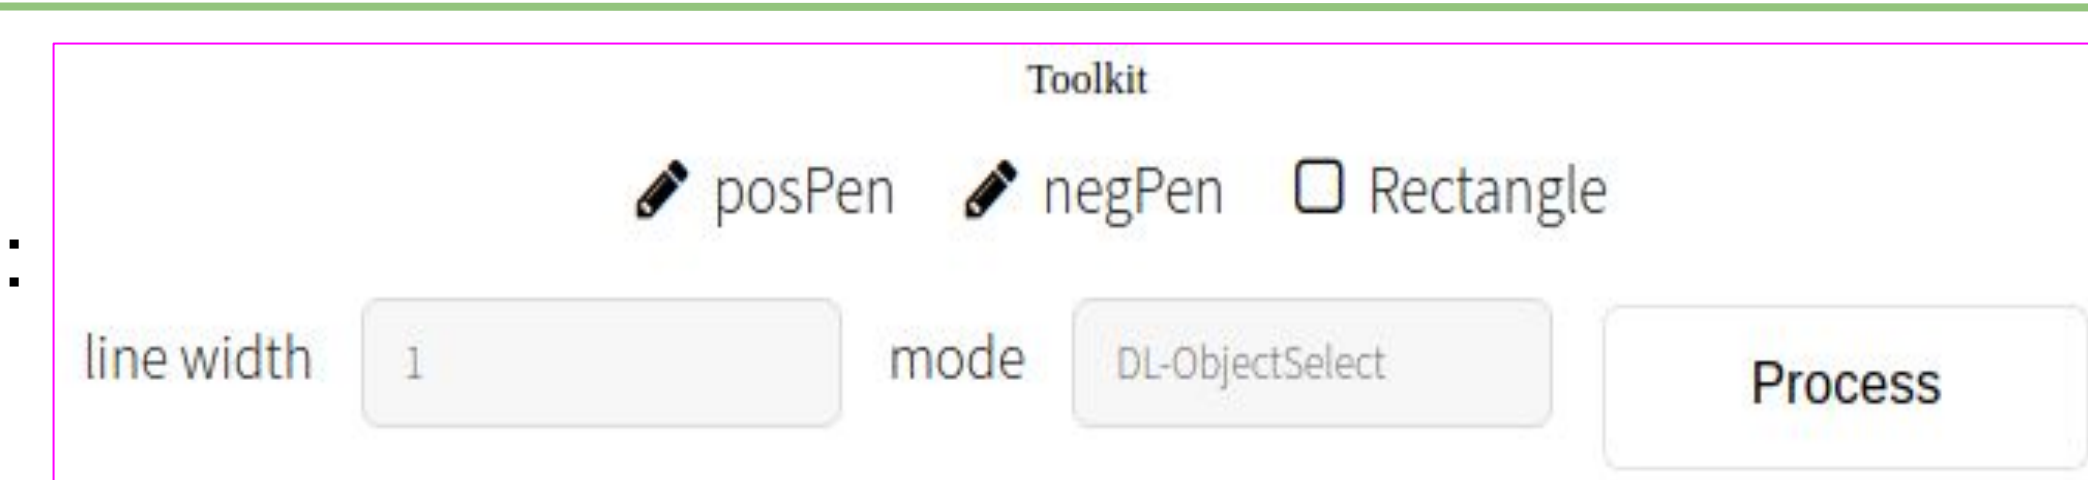 Toolkit
posPen negPen Rectangle
line width 1 mode DL-ObjectSelect Process